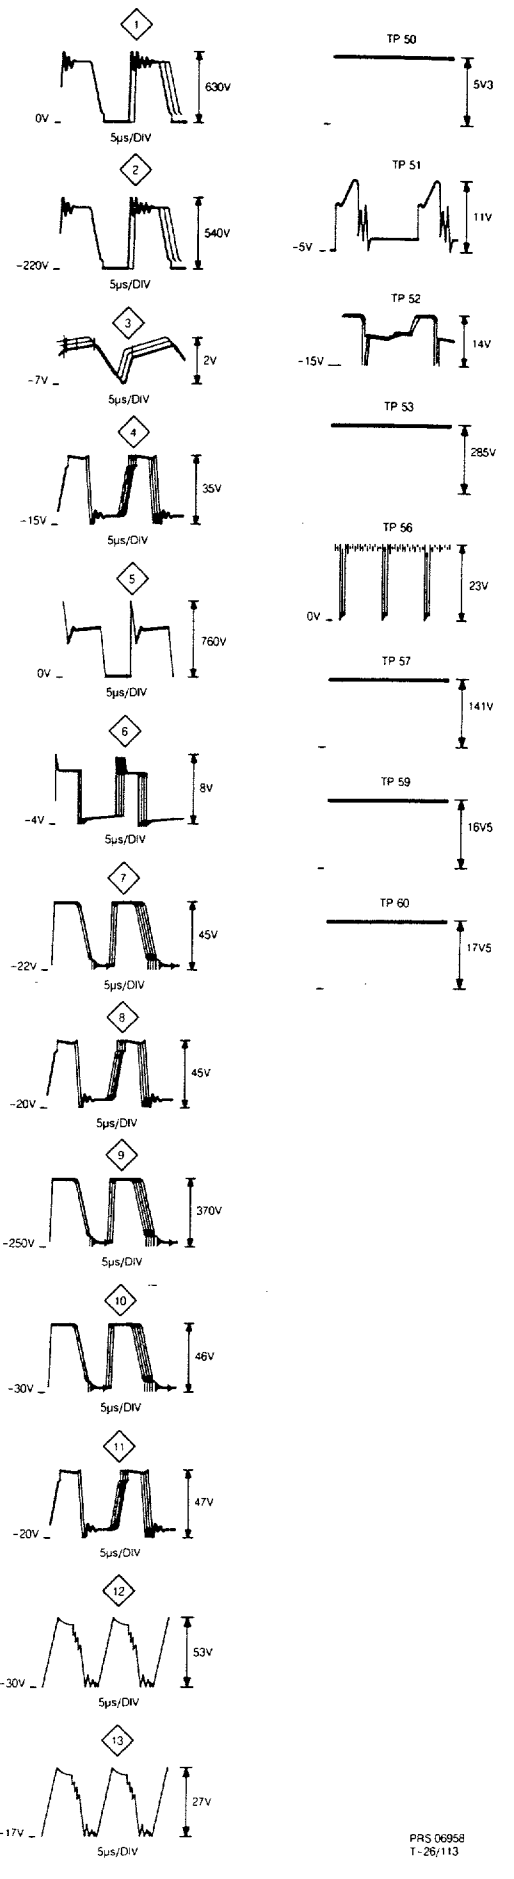 1
630V
0V
5µs/DIV
2
540V
-220V
5µs/DIV
3
2V
-7V
5µs/DIV
4
35V
-15V
5µs/DIV
5
760V
0V
5µs/DIV
6
8V
-4V
5µs/DIV
7
45V
-22V
5µs/DIV
8
45V
-20V
5µs/DIV
9
370V
-250V
5µs/DIV
10
46V
-30V
5µs/DIV
11
47V
-20V
5µs/DIV
12
53V
-30V
5µs/DIV
13
27V
-17V
5µs/DIV
TP 50
5V3
TP 51
11V
-5V
TP 52
14V
-15V
TP 53
285V
TP 56
23V
0V
TP 57
141V
TP 59
16V5
TP 60
17V5
PRS 06958
T-26/113